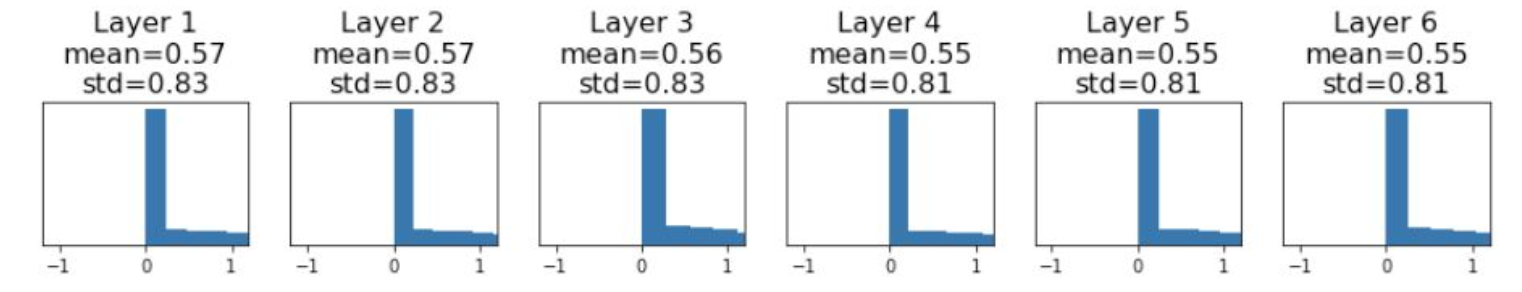 Layer 1
mean=0.57
std=0.83
−1 0 1
Layer 2
mean=0.57
std=0.83
−1 0 1
Layer 3
mean=0.56
std=0.83
−1 0 1
Layer 4
mean=0.55
std=0.81
−1 0 1
Layer 5
mean=0.55
std=0.81
−1 0 1
Layer 6
mean=0.55
std=0.81
−1 0 1